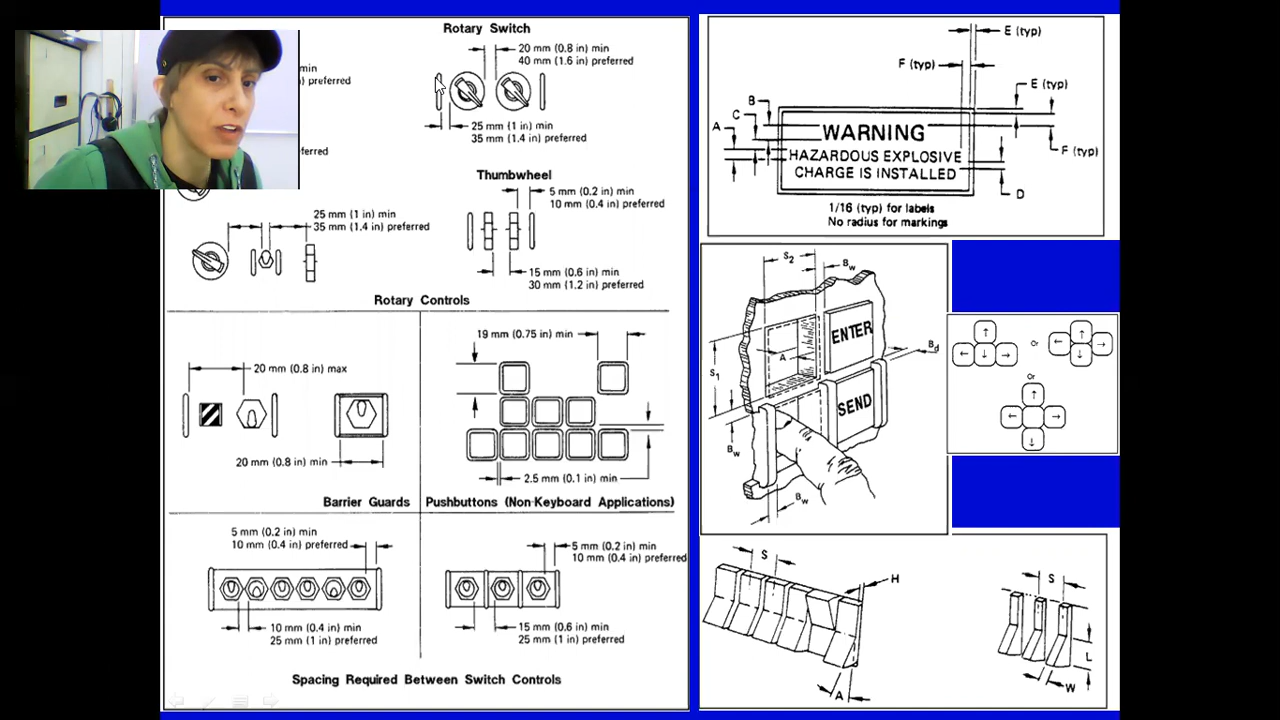 Rotary Switch
20 mm (0.8 in) min
40 mm (1.6 in) preferred
min
preferred
25 mm (1 in) min
35 mm (1.4 in) preferred
ferred
Thumbwheel
5 mm (0.2 in) min
10 mm (0.4 in) preferred
25 mm (1 in) min
35 mm (1.4 in) preferred
15 mm (0.6 in) min
30 mm (1.2 in) preferred
Rotary Controls
20 mm (0.8 in) max
20 mm (0.8 in) min
Barrier Guards
19 mm (0.75 in) min
2.5 mm (0.1 in) min
Pushbuttons (Non-Keyboard Applications)
5 mm (0.2 in) min
10 mm (0.4 in) preferred
10 mm (0.4 in) min
25 mm (1 in) preferred
5 mm (0.2 in) min
10 mm (0.4 in) preferred
15 mm (0.6 in) min
25 mm (1 in) preferred
Spacing Required Between Switch Controls
E (typ)
F (typ)
E (typ)
B
C
A
F (typ)
D
WARNING
HAZARDOUS EXPLOSIVE
CHARGE IS INSTALLED
1/16 (typ) for labels
No radius for markings
S2
Bw
ENTER
A
Bd
S1
SEND
Bw
Bw
↑
← ↓ →
Or
↑
← ↓ →
Or
↑
← →
↓
S
H
A
S
L
W